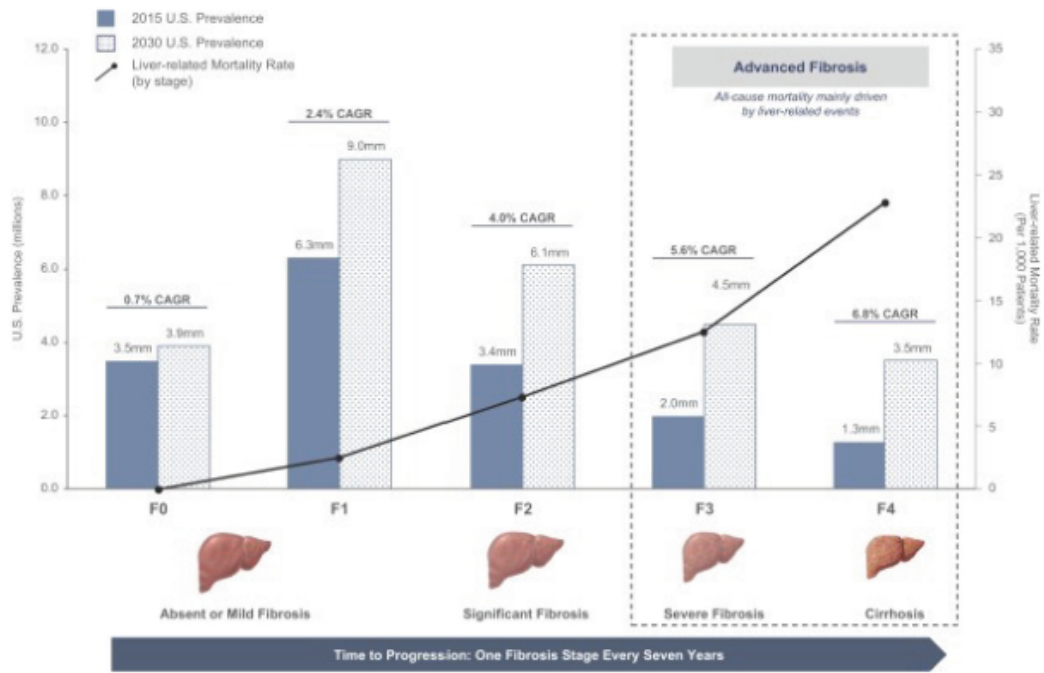 2015 U.S. Prevalence
2030 U.S. Prevalence
Liver-related Mortality Rate
(by stage)
12.0
10.0
8.0
6.0
4.0
2.0
0.0
U.S. Prevalence (millions)
0.7% CAGR
3.5mm
3.9mm
2.4% CAGR
6.3mm
9.0mm
4.0% CAGR
3.4mm
6.1mm
Advanced Fibrosis
All-cause mortality mainly driven
by liver-related events
5.6% CAGR
2.0mm
4.5mm
6.8% CAGR
1.3mm
3.5mm
35
30
25
20
15
10
5
0
Liver-related Mortality Rate
(Per 1,000 Patients)
F0
F1
F2
F3
F4
Absent or Mild Fibrosis
Significant Fibrosis
Severe Fibrosis
Cirrhosis
Time to Progression: One Fibrosis Stage Every Seven Years